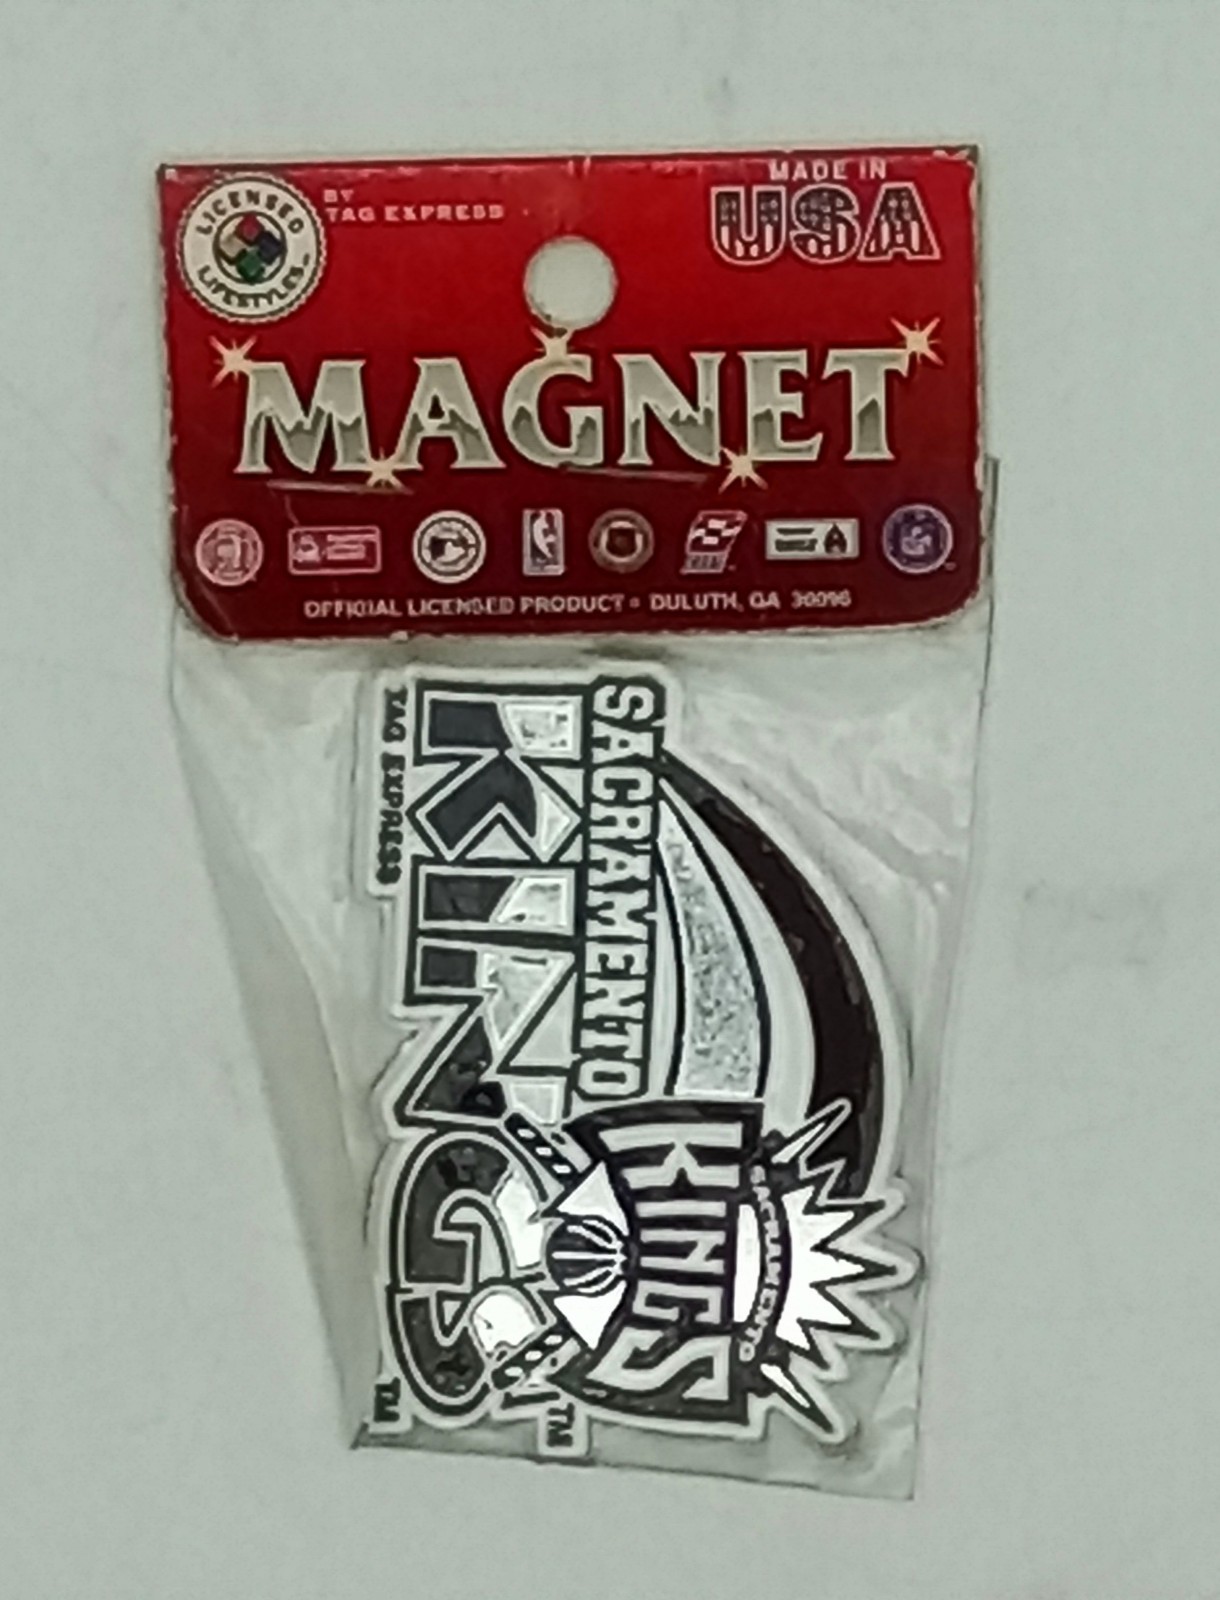 LICENSED
LIFESTYLES
BY
TAG EXPRESS
MADE IN
USA
MAGNET
OFFICIAL LICENSED PRODUCT • DULUTH, GA 30096
SACRAMENTO
KINGS
TAG EXPRESS
SACRAMENTO
KINGS
TM
TM